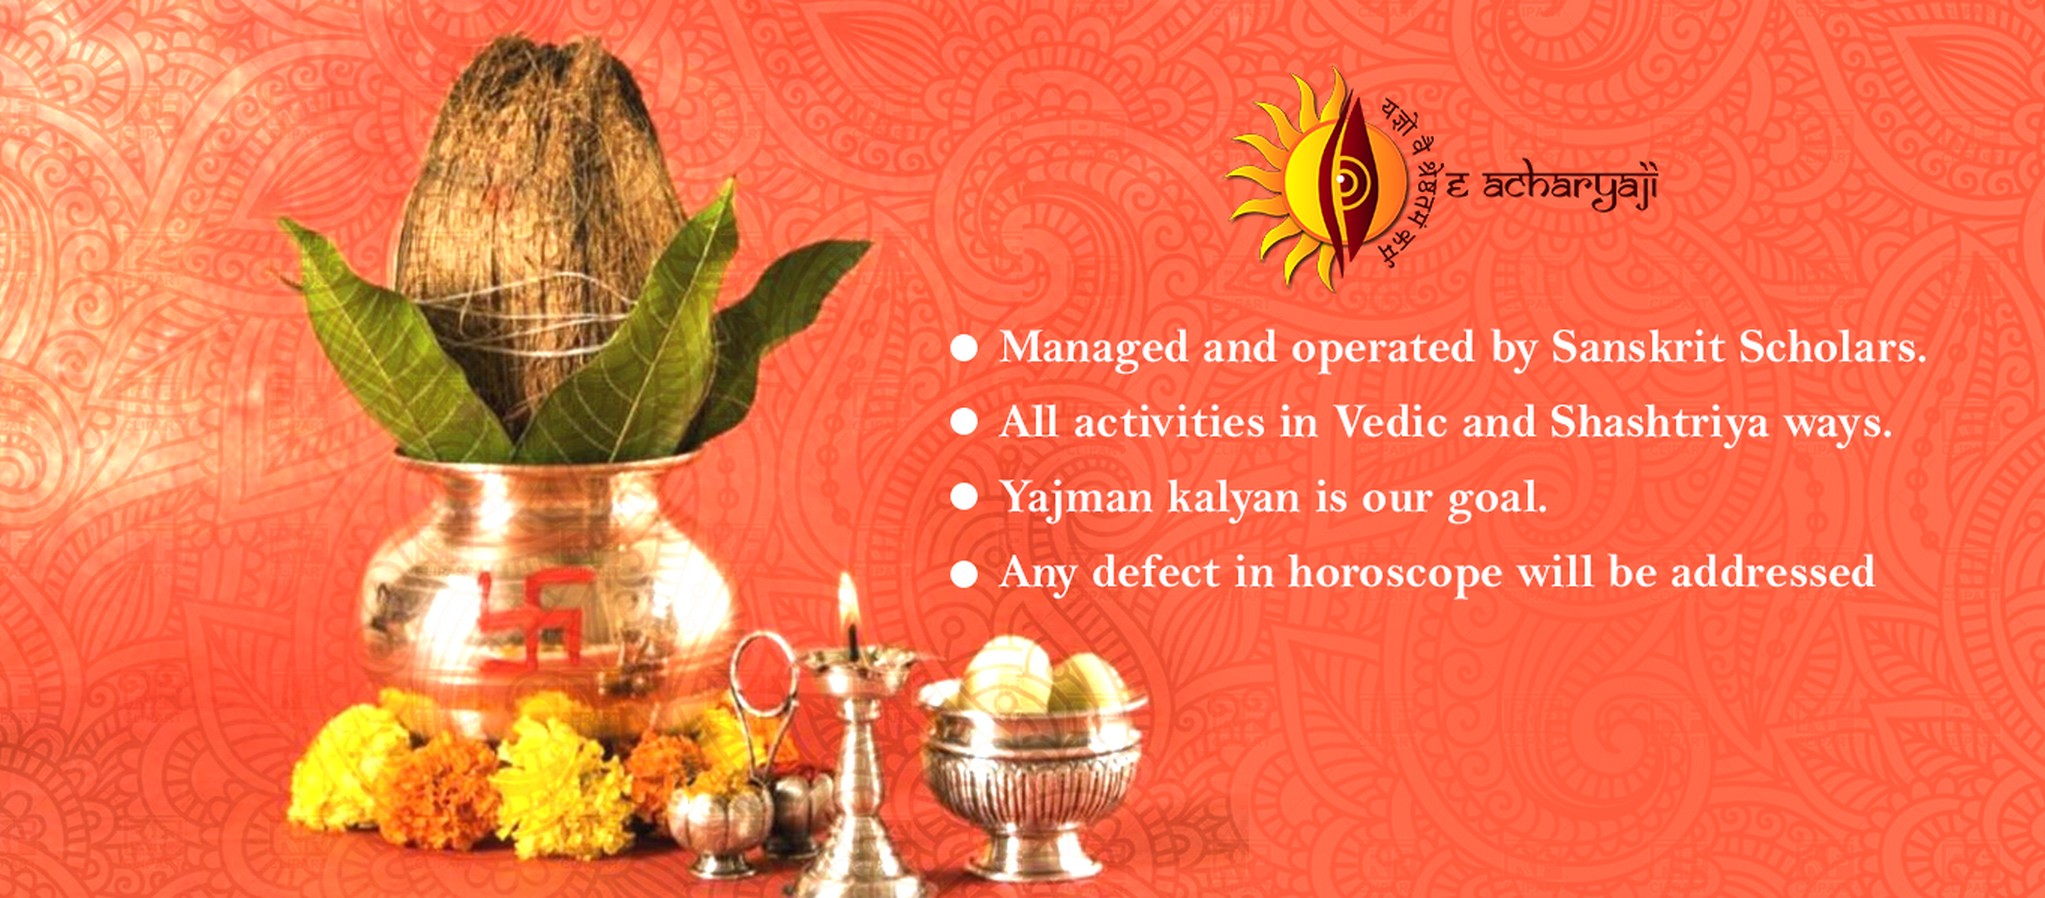 यज्ञो वै श्रेष्ठतमं कर्म
e acharyaji
Managed and operated by Sanskrit Scholars.
All activities in Vedic and Shashtriya ways.
Yajman kalyan is our goal.
Any defect in horoscope will be addressed